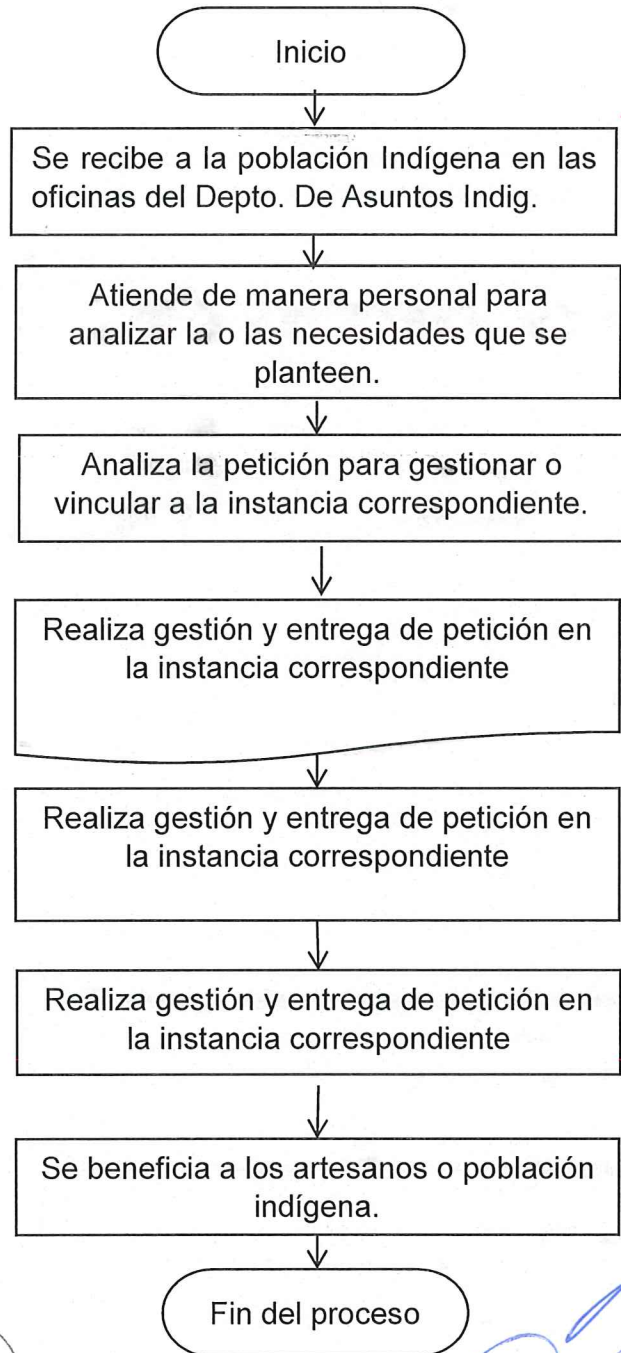 Inicio
Se recibe a la población Indígena en las
oficinas del Depto. De Asuntos Indig.
Atiende de manera personal para
analizar la o las necesidades que se
planteen.
Analiza la petición para gestionar o
vincular a la instancia correspondiente.
Realiza gestión y entrega de petición en
la instancia correspondiente
Realiza gestión y entrega de petición en
la instancia correspondiente
Realiza gestión y entrega de petición en
la instancia correspondiente
Se beneficia a los artesanos o población
indígena.
Fin del proceso